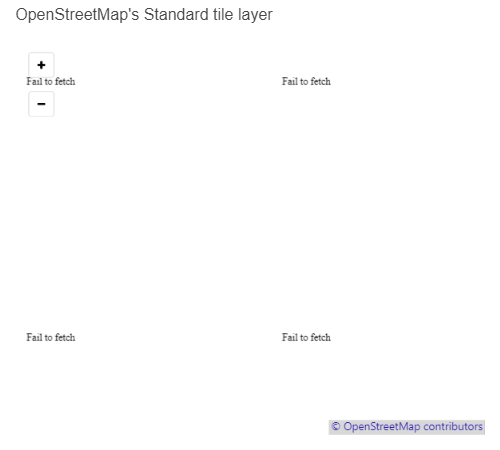 OpenStreetMap's Standard tile layer
+
Fail to fetch Fail to fetch
−
Fail to fetch Fail to fetch
© OpenStreetMap contributors